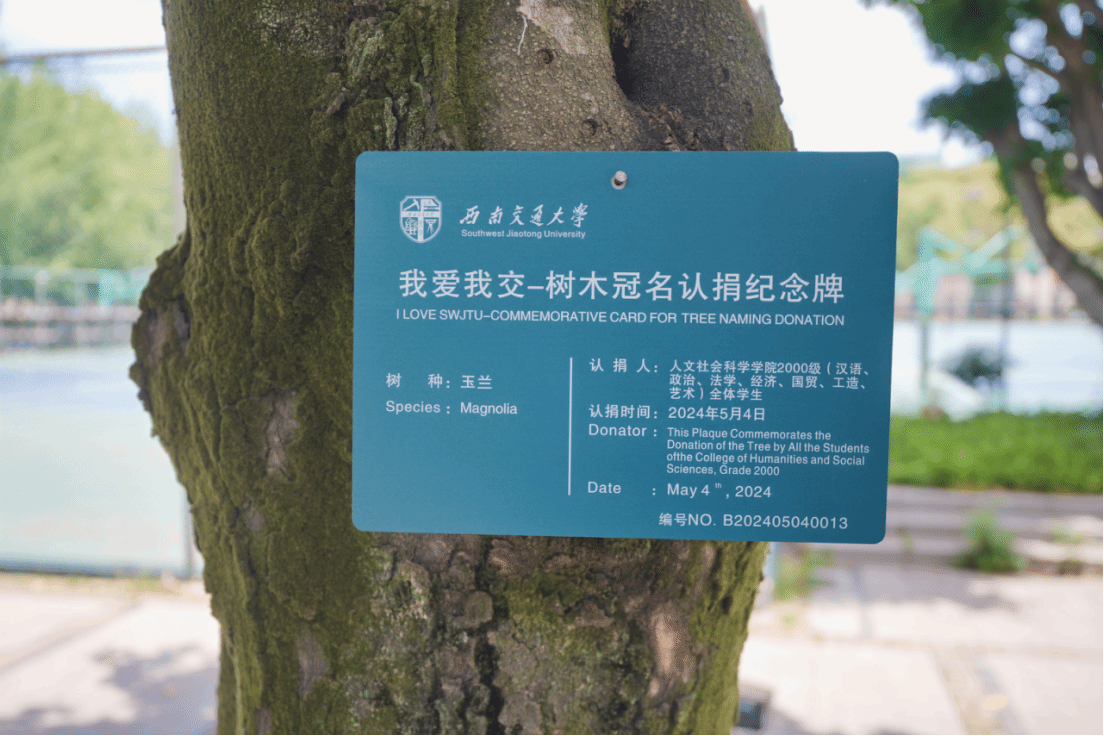 西南交通大学
Southwest Jiaotong University
我爱我交-树木冠名认捐纪念牌
I LOVE SWJTU-COMMEMORATIVE CARD FOR TREE NAMING DONATION
树 种：玉兰
Species： Magnolia
认 捐 人： 人文社会科学学院2000级（汉语、
政治、法学、经济、国贸、工造、
艺术）全体学生
认捐时间： 2024年5月4日
Donator： This Plaque Commemorates the
Donation of the Tree by All the Students
ofthe College of Humanities and Social
Sciences, Grade 2000
Date ： May 4 th , 2024
编号NO. B202405040013